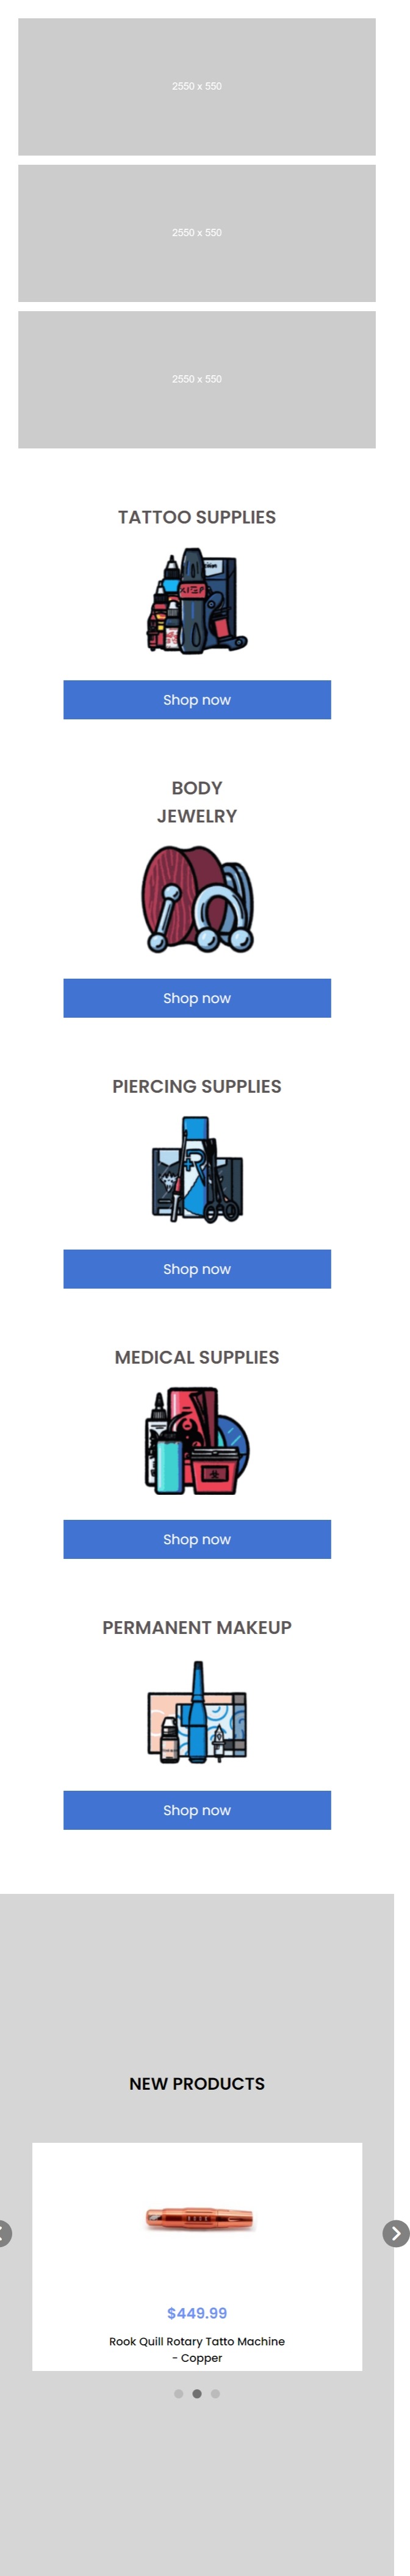 2550 x 550
2550 x 550
2550 x 550
TATTOO SUPPLIES
Shop now
BODY
JEWELRY
Shop now
PIERCING SUPPLIES
Shop now
MEDICAL SUPPLIES
Shop now
PERMANENT MAKEUP
Shop now
NEW PRODUCTS
$449.99
Rook Quill Rotary Tatto Machine
- Copper